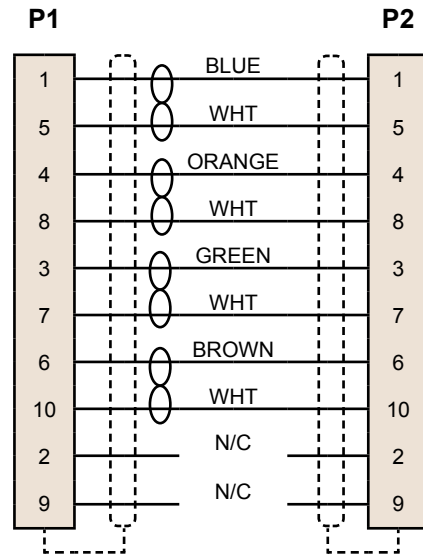 P1 P2
1 BLUE 1
5 WHT 5
4 ORANGE 4
8 WHT 8
3 GREEN 3
7 WHT 7
6 BROWN 6
10 WHT 10
2 N/C 2
9 N/C 9